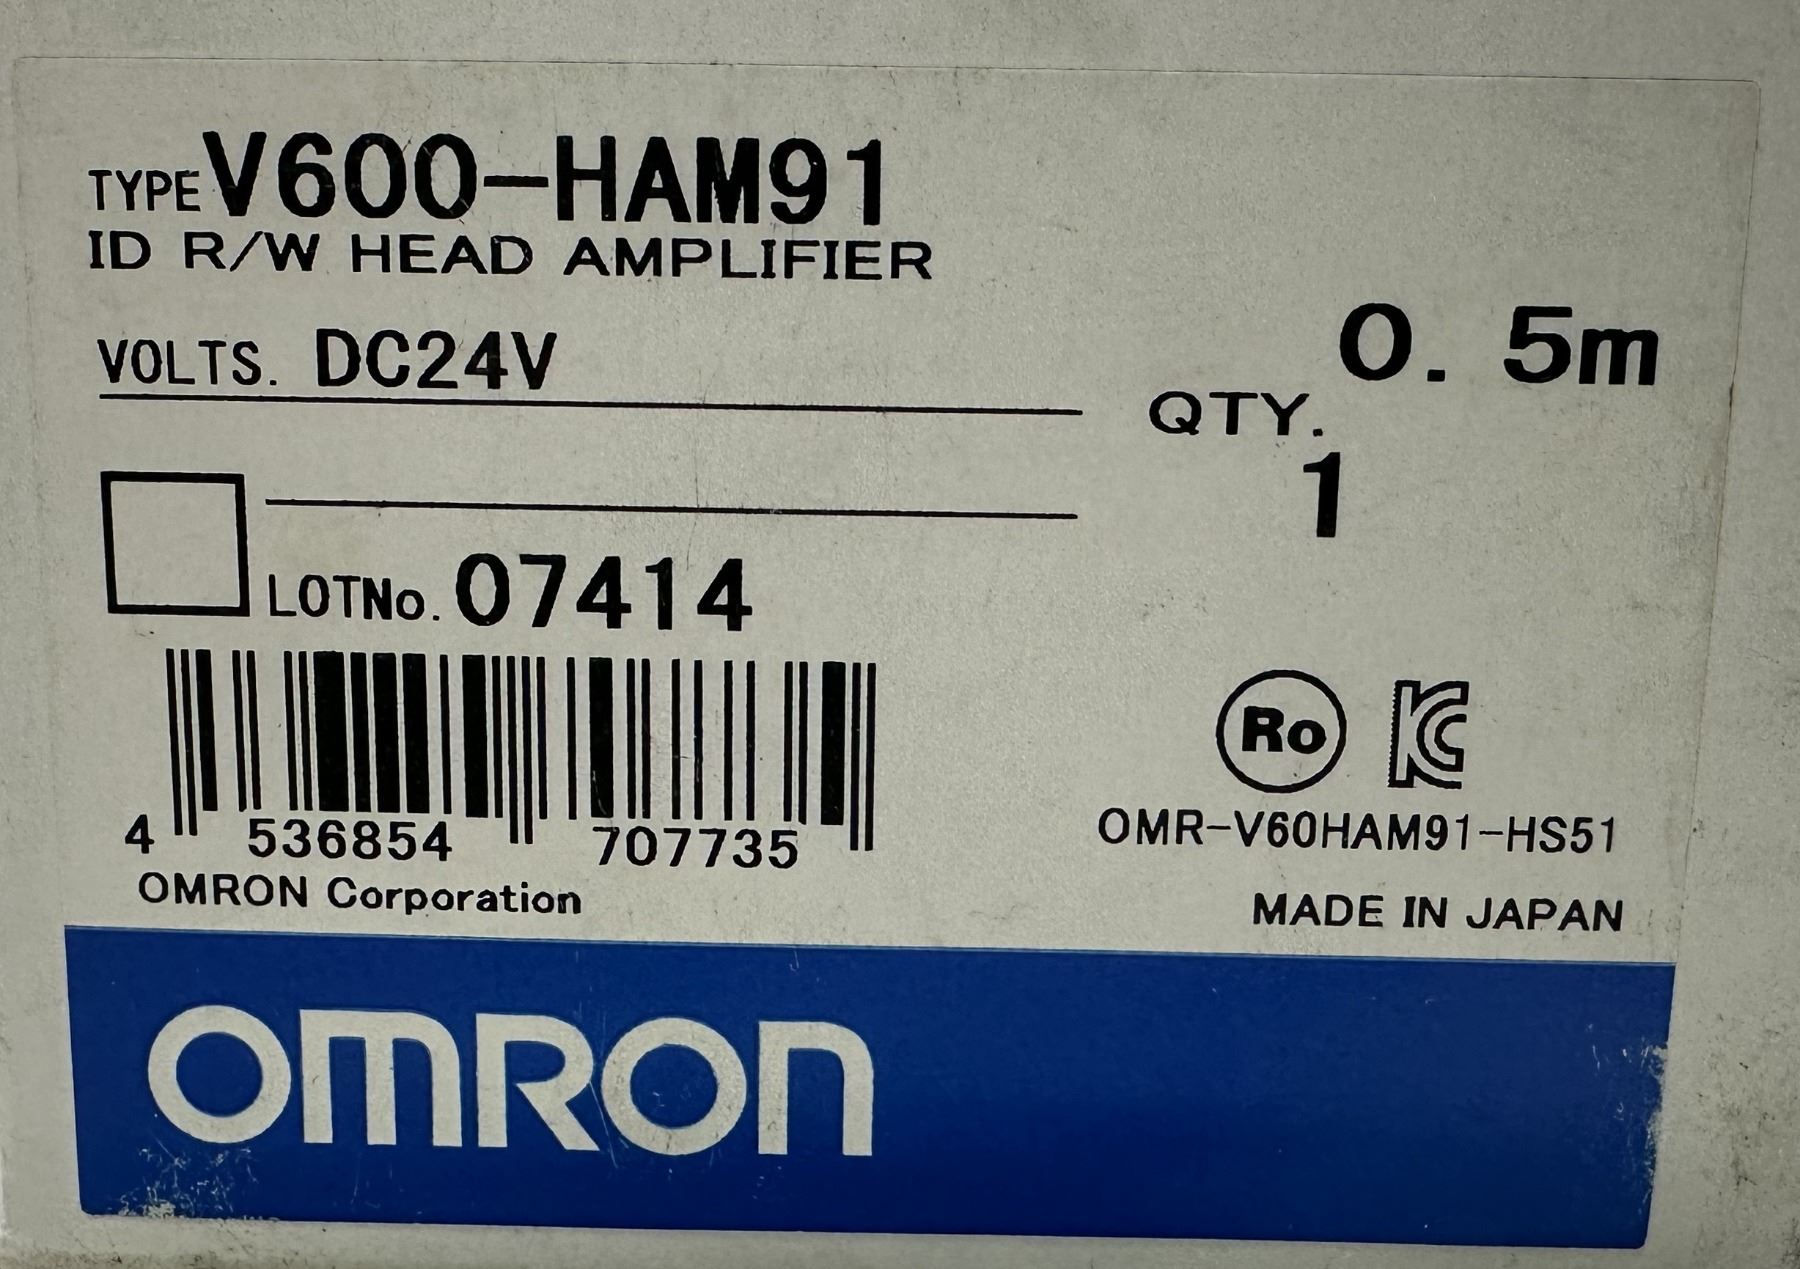 TYPE V600-HAM91
ID R/W HEAD AMPLIFIER
VOLTS. DC24V
0. 5m
QTY.
1
LOTNo. 07414
4 536854 707735
Ro
KC
OMR-V60HAM91-HS51
OMRON Corporation
MADE IN JAPAN
OMRON